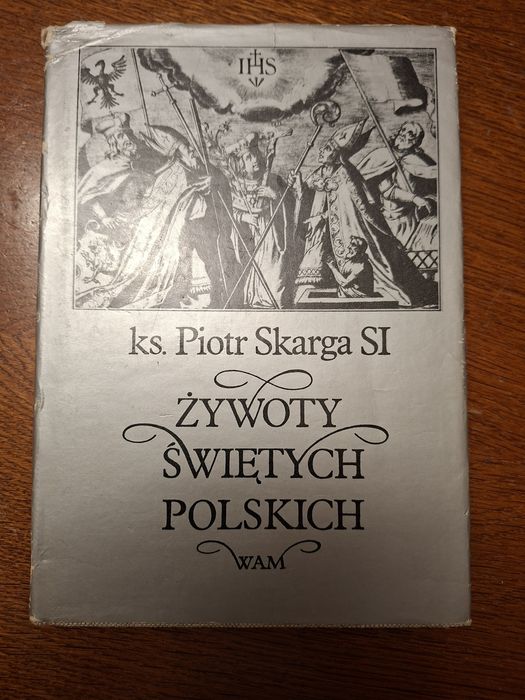 IHS
ks. Piotr Skarga SI
ŻYWOTY
ŚWIĘTYCH
POLSKICH
WAM